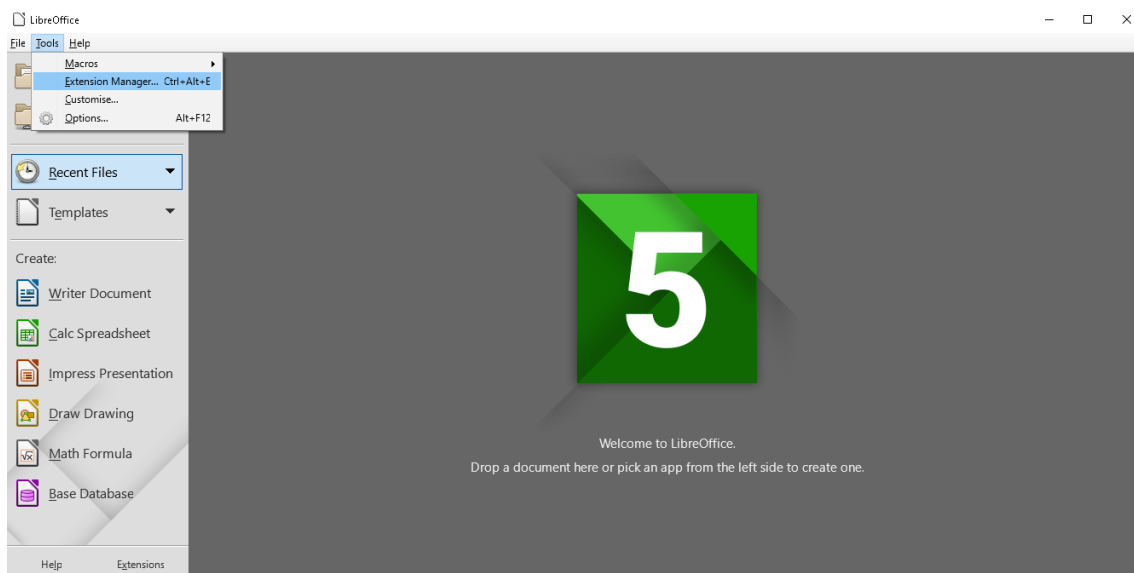 LibreOffice
File Tools Help
Macros
Extension Manager... Ctrl+Alt+E
Customise...
Options... Alt+F12
Recent Files
Templates
Create:
Writer Document
Calc Spreadsheet
Impress Presentation
Draw Drawing
Math Formula
Base Database
Help Extensions
5
Welcome to LibreOffice.
Drop a document here or pick an app from the left side to create one.